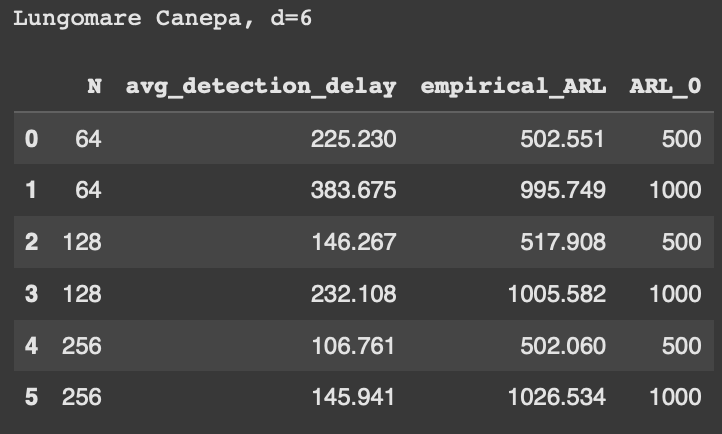 Lungomare Canepa, d=6
N avg_detection_delay empirical_ARL ARL_0
0 64 225.230 502.551 500
1 64 383.675 995.749 1000
2 128 146.267 517.908 500
3 128 232.108 1005.582 1000
4 256 106.761 502.060 500
5 256 145.941 1026.534 1000